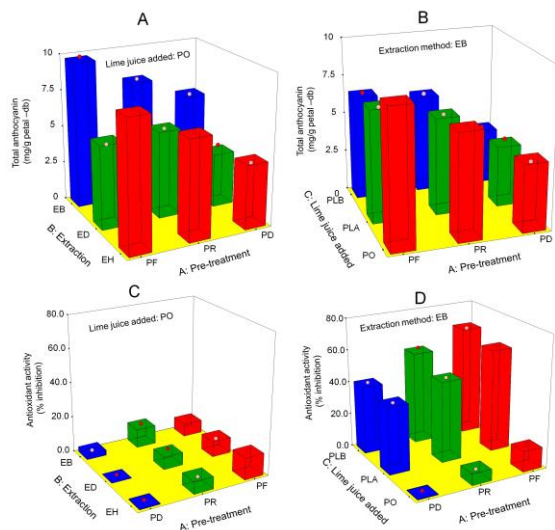 A
Lime juice added: PO
Total anthocyanin
(mg/g petal –db)
10
7.5
5
2.5
0
EB
ED
EH
B: Extraction
PF
PR
PD
A: Pre-treatment
B
Extraction method: EB
Total anthocyanin
(mg/g petal –db)
10
7.5
5
2.5
0
PLB
PLA
PO
C: Lime juice added
PF
PR
PD
A: Pre-treatment
C
Lime juice added: PO
Antioxidant activity
(% inhibition)
80.0
60.0
40.0
20.0
0.0
EB
ED
EH
B: Extraction
PD
PR
PF
A: Pre-treatment
D
Extraction method: EB
Antioxidant activity
(% inhibition)
80.0
60.0
40.0
20.0
0.0
PLB
PLA
PO
C: Lime juice added
PD
PR
PF
A: Pre-treatment